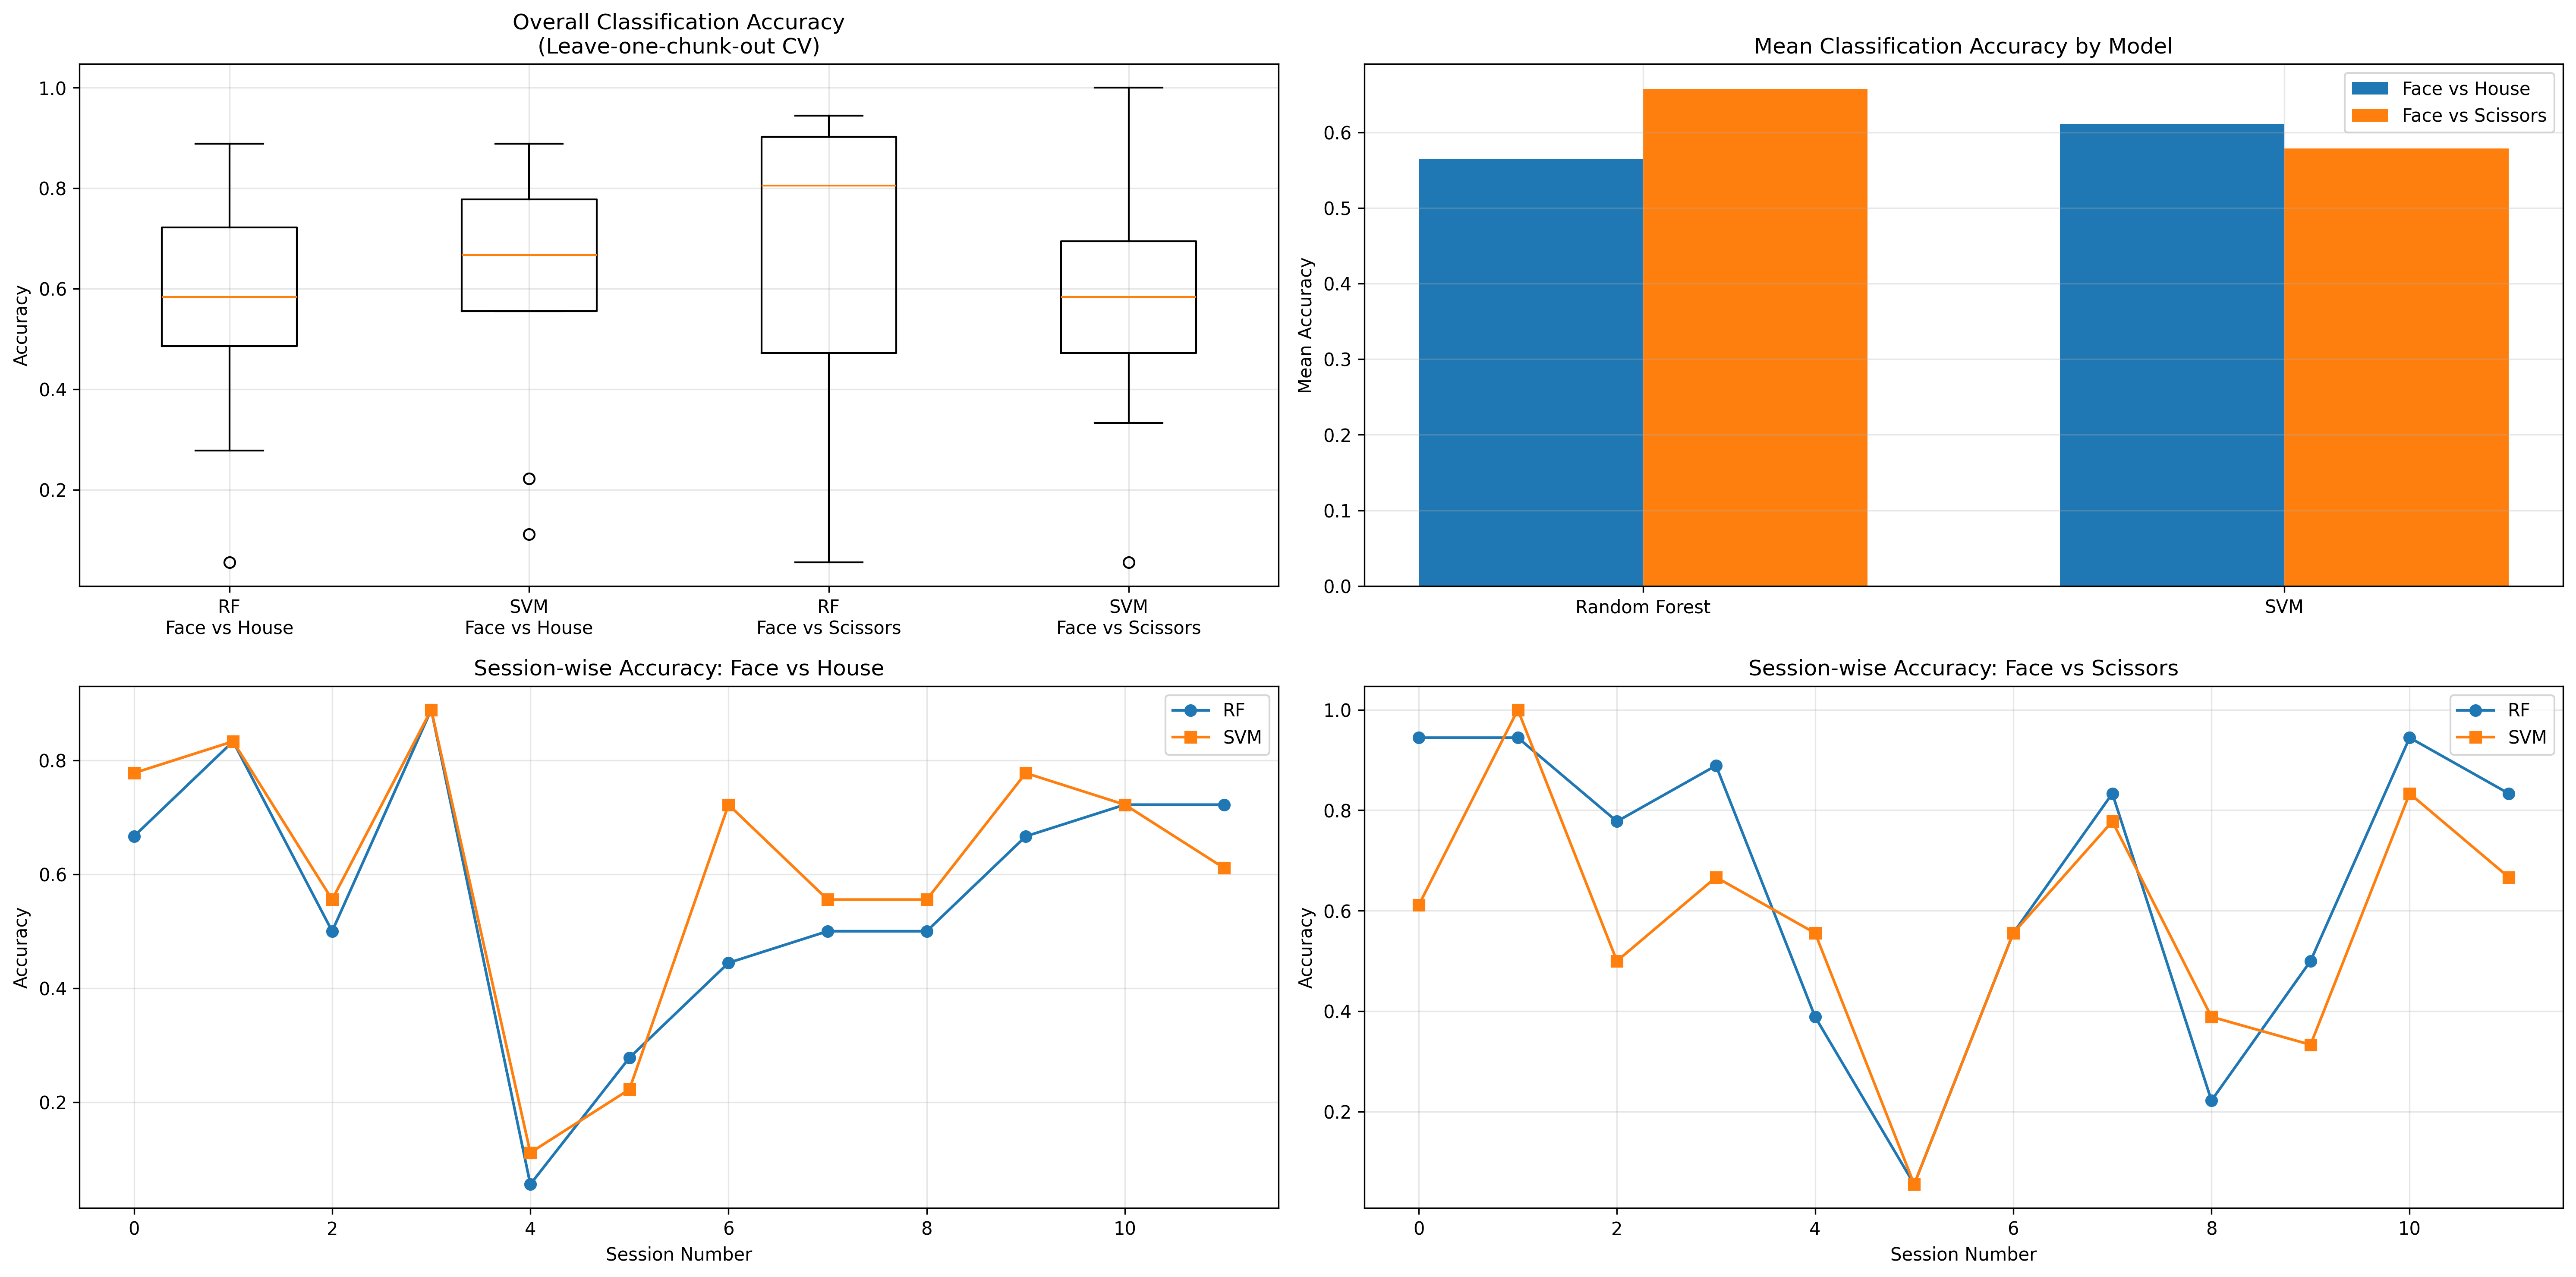 Overall Classification Accuracy
(Leave-one-chunk-out CV)
Accuracy
1.0
0.8
0.6
0.4
0.2
RF
Face vs House
SVM
Face vs House
RF
Face vs Scissors
SVM
Face vs Scissors
Mean Classification Accuracy by Model
Face vs House
Face vs Scissors
Mean Accuracy
0.6
0.5
0.4
0.3
0.2
0.1
0.0
Random Forest
SVM
Session-wise Accuracy: Face vs House
RF
SVM
Accuracy
0.8
0.6
0.4
0.2
0 2 4 6 8 10
Session Number
Session-wise Accuracy: Face vs Scissors
RF
SVM
Accuracy
1.0
0.8
0.6
0.4
0.2
0 2 4 6 8 10
Session Number